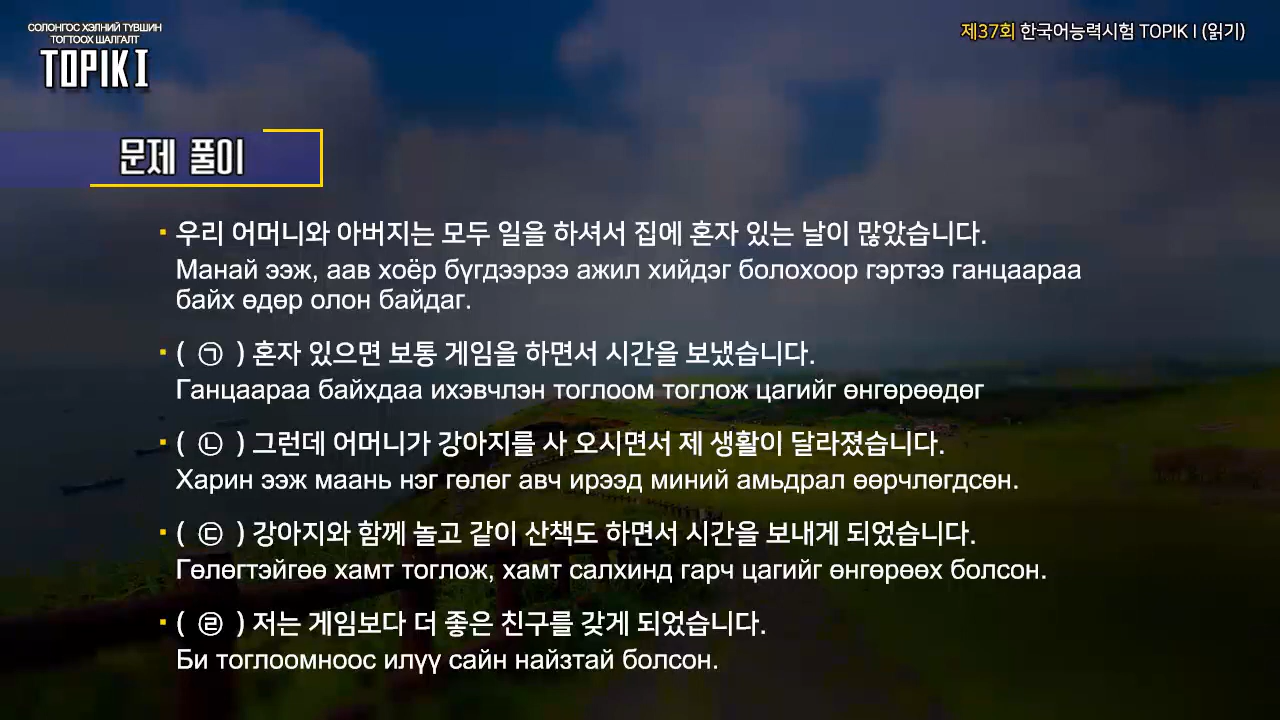 СОЛОНГОС ХЭЛНИЙ ТҮВШИН
ТОГТООХ ШАЛГАЛТ
TOPIK I
제37회 한국어능력시험 TOPIK I (읽기)
문제 풀이
· 우리 어머니와 아버지는 모두 일을 하셔서 집에 혼자 있는 날이 많았습니다.
Манай ээж, аав хоёр бүгдээрээ ажил хийдэг болохоор гэртээ ганцаараа
байх өдөр олон байдаг.
· ( ㉠ ) 혼자 있으면 보통 게임을 하면서 시간을 보냈습니다.
Ганцаараа байхдаа ихэвчлэн тоглоом тоглож цагийг өнгөрөөдөг
· ( ㉡ ) 그런데 어머니가 강아지를 사 오시면서 제 생활이 달라졌습니다.
Харин ээж маань нэг гөлөг авч ирээд миний амьдрал өөрчлөгдсөн.
· ( ㉢ ) 강아지와 함께 놀고 같이 산책도 하면서 시간을 보내게 되었습니다.
Гөлөгтэйгөө хамт тоглож, хамт салхинд гарч цагийг өнгөрөөх болсон.
· ( ㉣ ) 저는 게임보다 더 좋은 친구를 갖게 되었습니다.
Би тоглоомноос илүү сайн найзтай болсон.